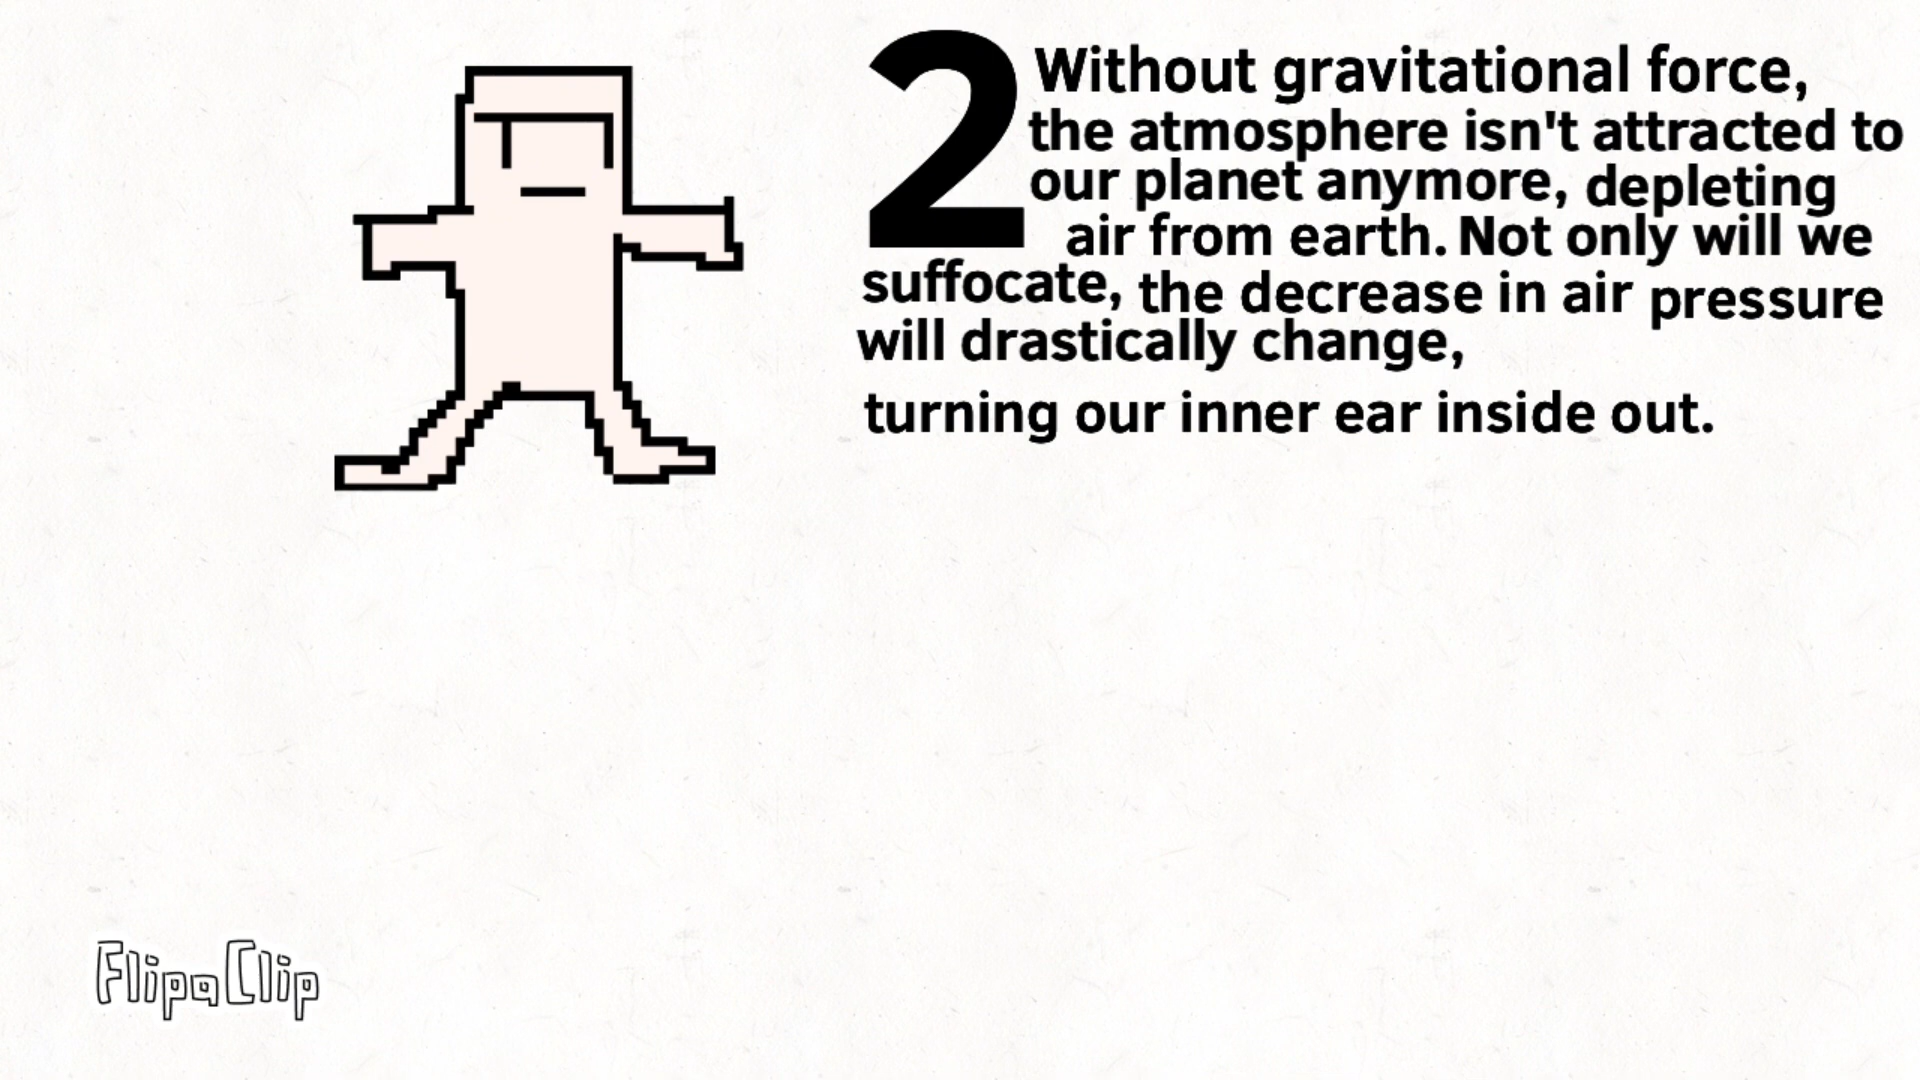 2 Without gravitational force,
the atmosphere isn't attracted to
our planet anymore, depleting
air from earth. Not only will we
suffocate, the decrease in air pressure
will drastically change,
turning our inner ear inside out.
FlipaClip